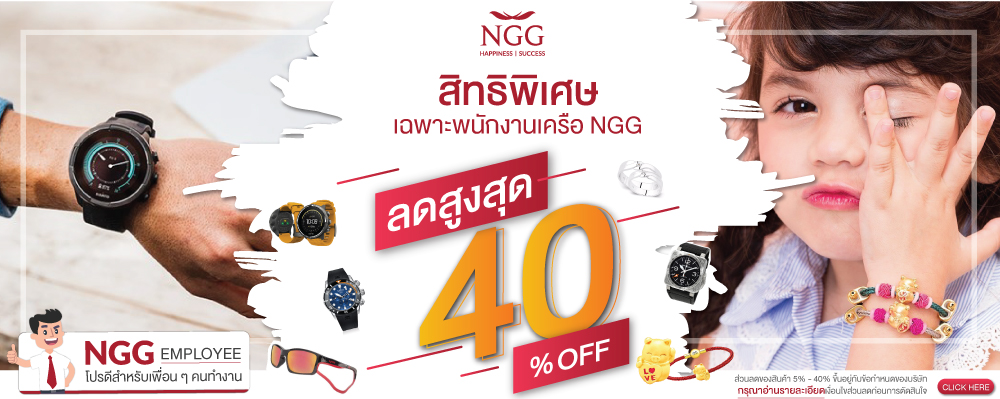 NGG
HAPPINESS | SUCCESS
สิทธิพิเศษ
เฉพาะพนักงานเครือ NGG
ลดสูงสุด
40
% OFF
NGG EMPLOYEE
โปรดีสำหรับเพื่อน ๆ คนทำงาน
LOVE
ส่วนลดของสินค้า 5% - 40% ขึ้นอยู่กับข้อกำหนดของบริษัท
กรุณาอ่านรายละเอียดเงื่อนไขส่วนลดก่อนการตัดสินใจ
CLICK HERE